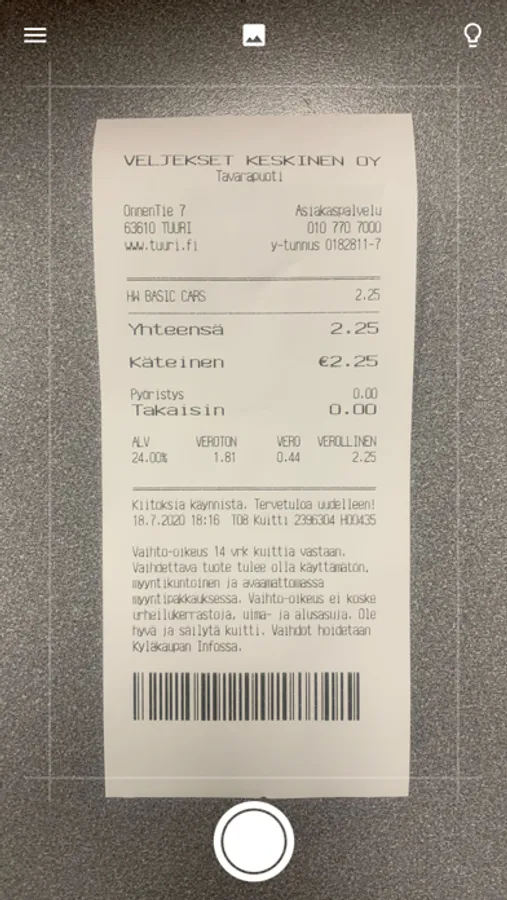 VELJEKSET KESKINEN OY
Tavarapuoti
OnnenTie 7 Asiakaspalvelu
63610 TUURI 010 770 7000
www.tuuri.fi y-tunnus 0182811-7
HW BASIC CARS 2.25
Yhteensä 2.25
Käteinen €2.25
Pyöristys 0.00
Takaisin 0.00
ALV VEROTON VERO VEROLLINEN
24.00% 1.81 0.44 2.25
Kiitoksia käynnistä. Tervetuloa uudelleen!
18.7.2020 18:16 T08 Kuitti 2396304 H00435
Vaihto-oikeus 14 vrk kuittia vastaan.
Vaihdettava tuote tulee olla käyttämätön,
myyntikuntoinen ja avaamattomassa
myyntipakkauksessa. Vaihto-oikeus ei koske
urheilukerrastoja, uima- ja alusasuja. Ole
hyvä ja säilytä kuitti. Vaihdot hoidetaan
Kyläkaupan Infossa.